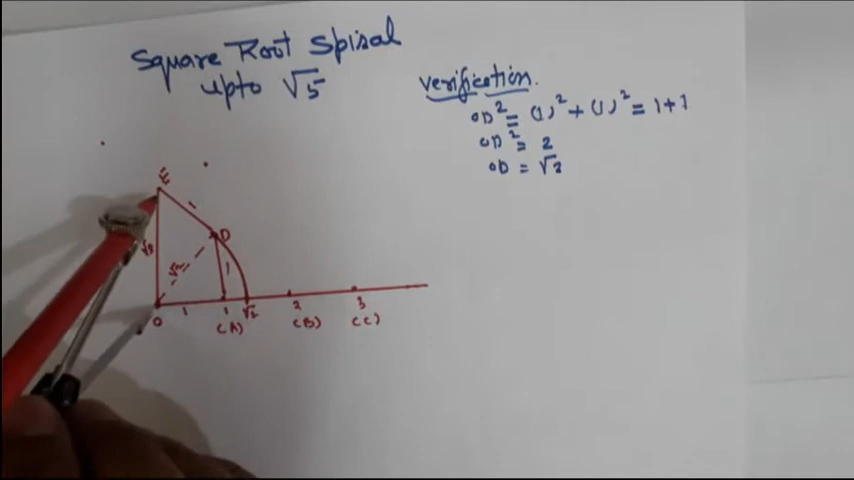 Square Root Spiral
upto √5
verification.
OD² = (1)² + (1)² = 1+1
OD² = 2
OD = √2
E
1
D
√2
1
O
1
1
√2
2
3
(A)
(B)
(C)